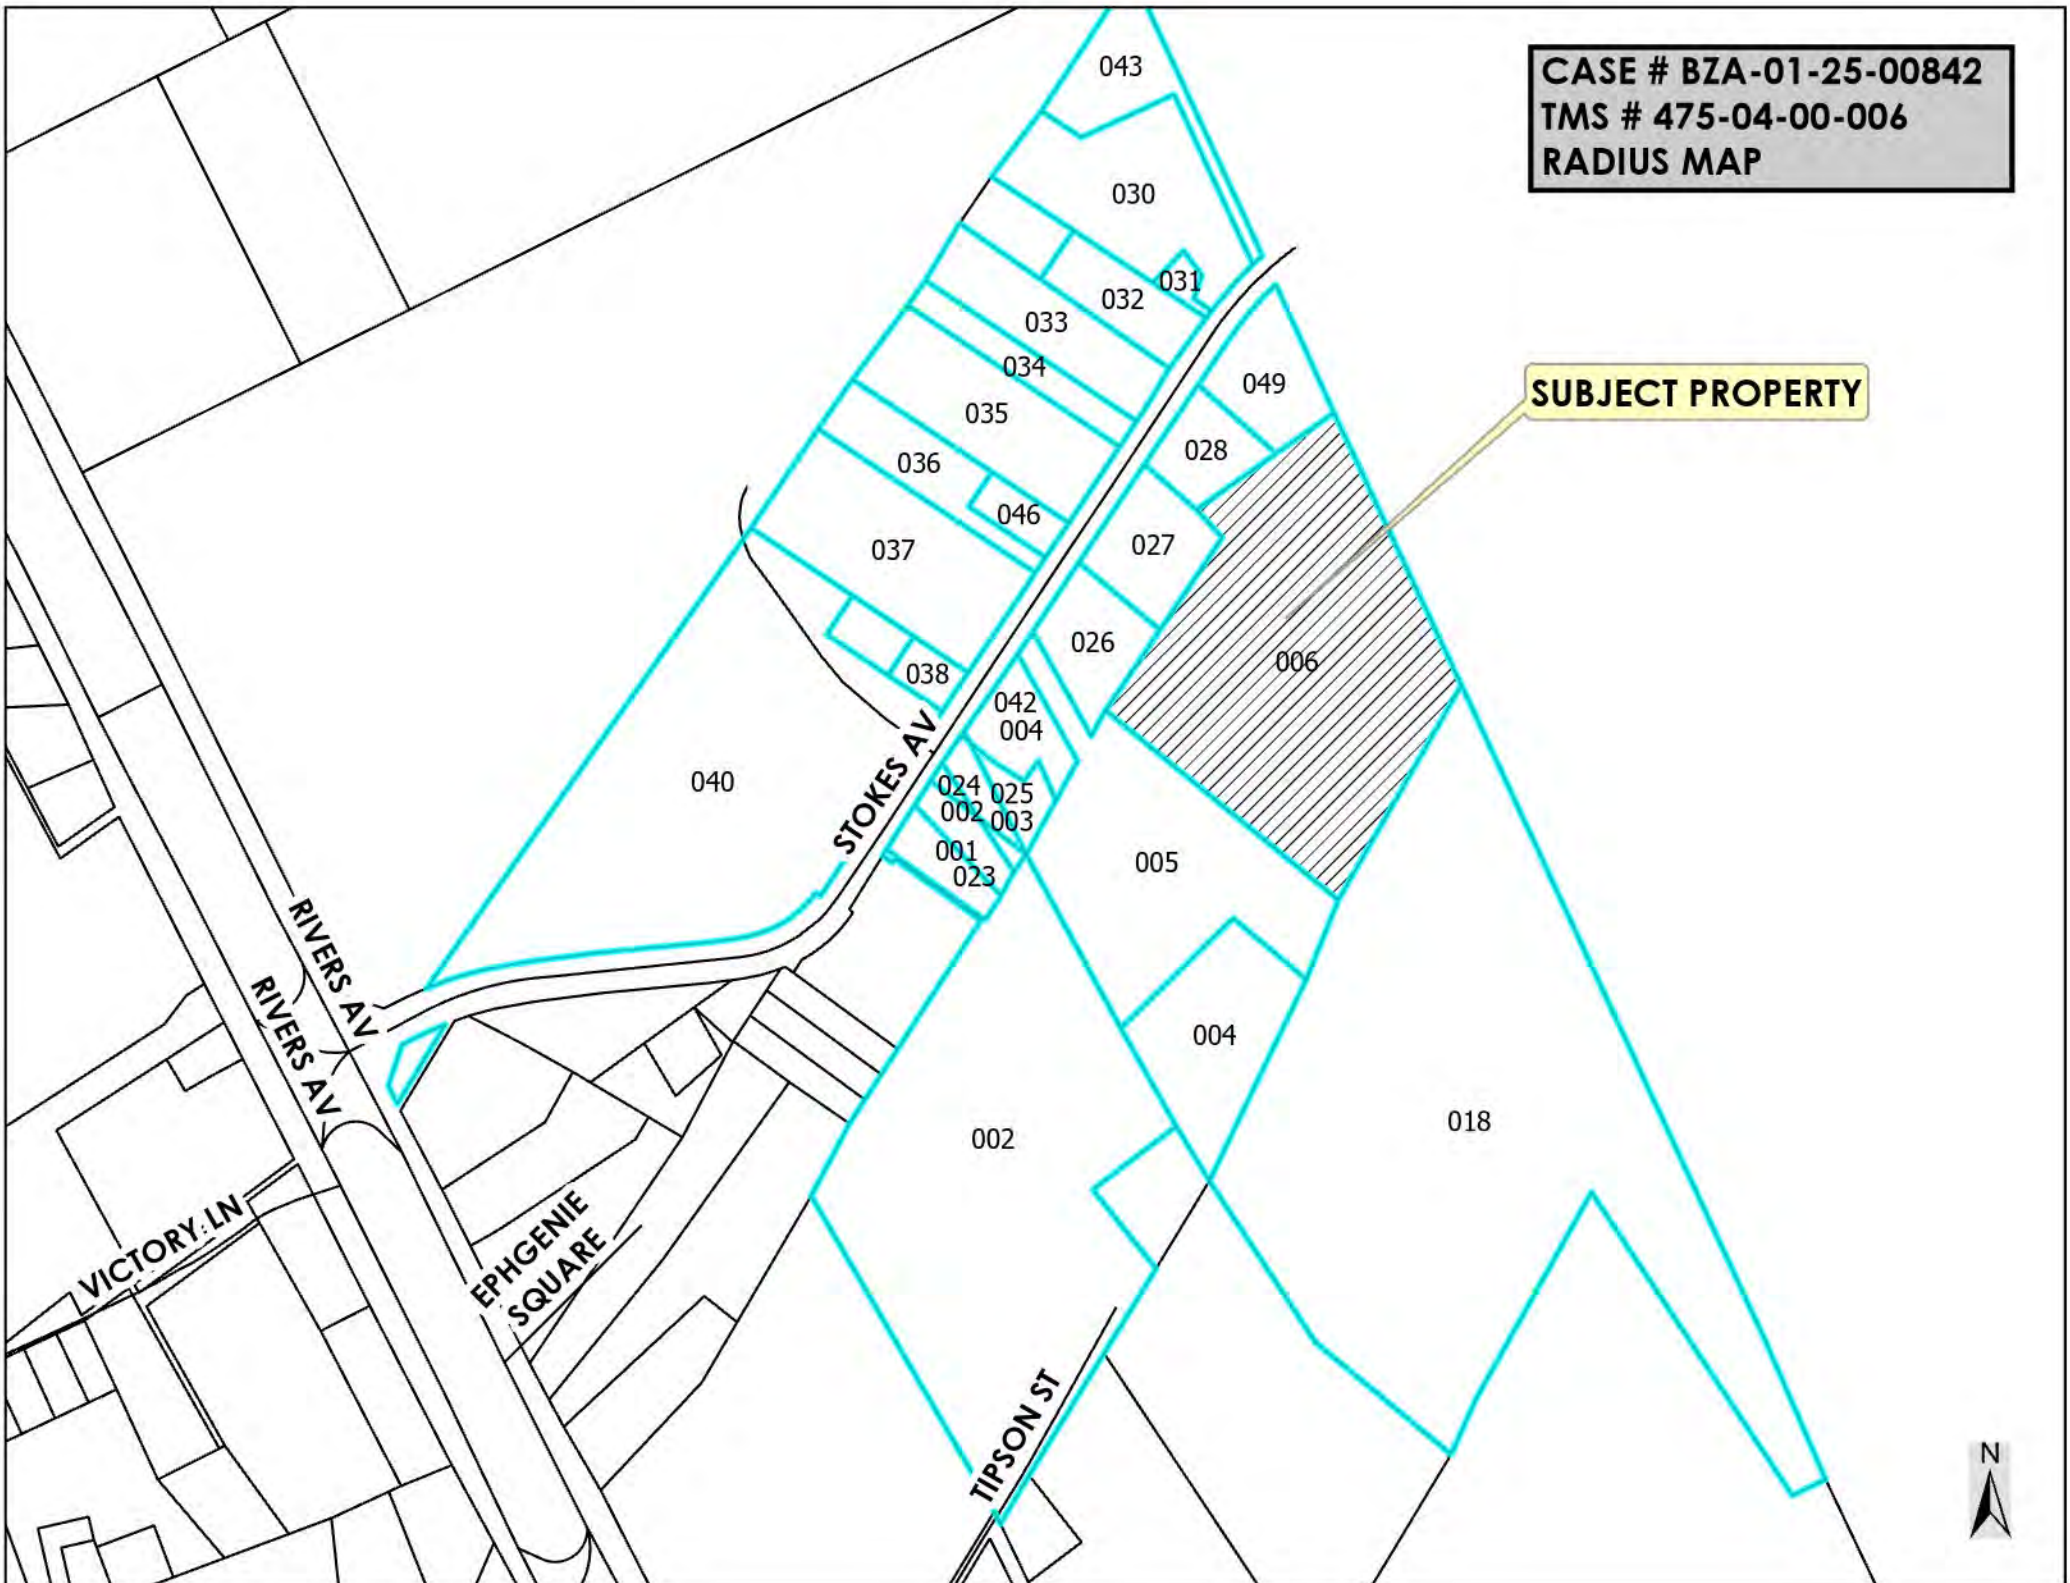 CASE # BZA-01-25-00842
TMS # 475-04-00-006
RADIUS MAP
043
030
031
032
033
034
035
036
046
037
038
049
028
SUBJECT PROPERTY
027
026
006
042
004
040
STOKES AV
024
025
002
003
001
023
005
RIVERS AV
RIVERS AV
004
002
018
VICTORY LN
EPHGENIE
SQUARE
TIPSON ST
N